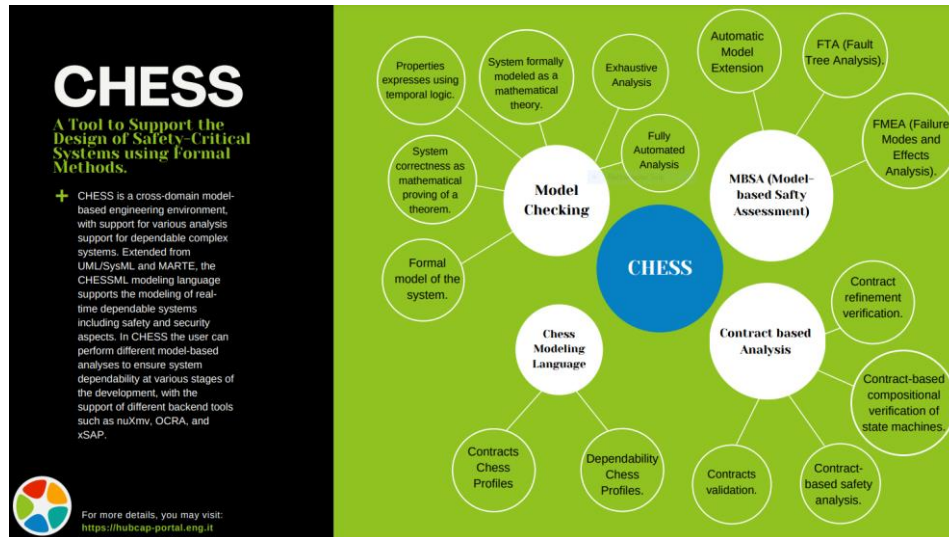 CHESS
A Tool to Support the
Design of Safety-Critical
Systems using Formal
Methods.
+ CHESS is a cross-domain model-
based engineering environment,
with support for various analysis
support for dependable complex
systems. Extended from
UML/SysML and MARTE, the
CHESSML modeling language
supports the modeling of real-
time dependable systems
including safety and security
aspects. In CHESS the user can
perform different model-based
analyses to ensure system
dependability at various stages of
the development, with the
support of different backend tools
such as nuXmv, OCRA, and
xSAP.
For more details, you may visit:
https://hubcap-portal.eng.it
Properties
expresses using
temporal logic.
System formally
modeled as a
mathematical
theory.
Exhaustive
Analysis
Fully
Automated
Analysis
System
correctness as
mathematical
proving of a
theorem.
Formal
model of the
system.
Model
Checking
Automatic
Model
Extension
FTA (Fault
Tree Analysis).
FMEA (Failure
Modes and
Effects
Analysis).
MBSA (Model-
based Safty
Assessment)
CHESS
Chess
Modeling
Language
Contracts
Chess
Profiles
Dependability
Chess
Profiles.
Contract based
Analysis
Contract
refinement
verification.
Contract-based
compositional
verification of
state machines.
Contracts
validation.
Contract-
based safety
analysis.